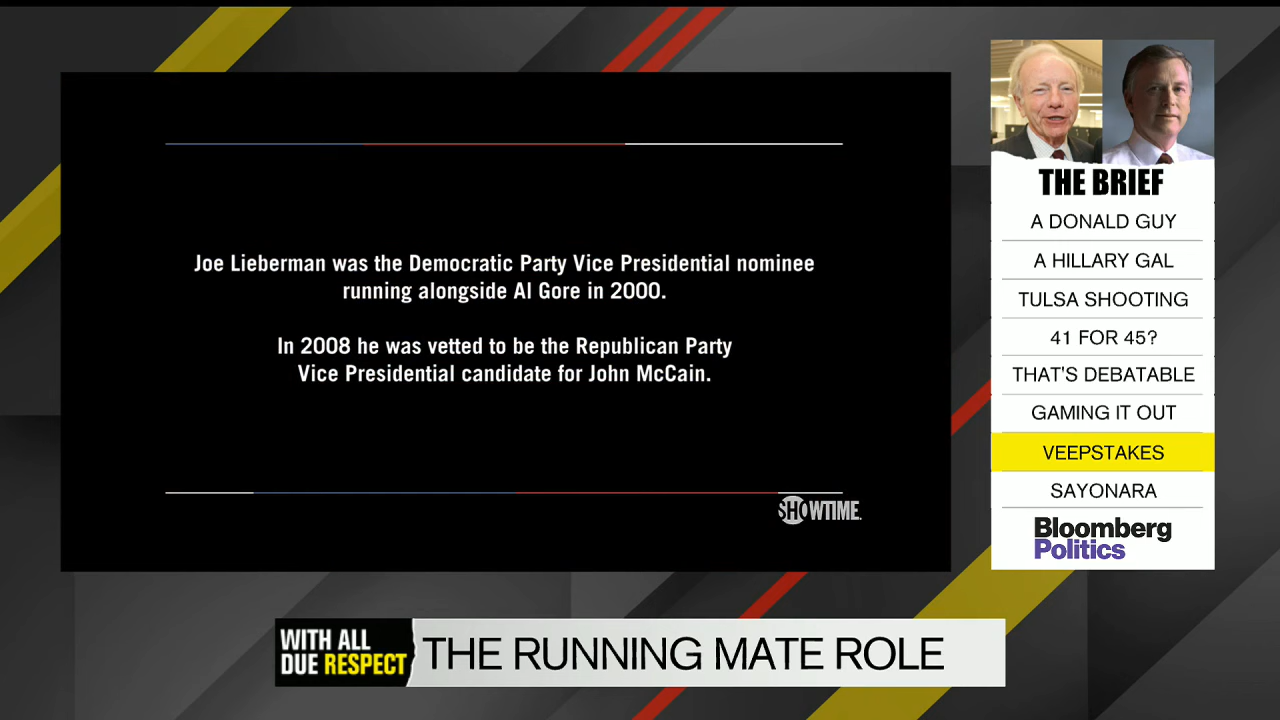 Joe Lieberman was the Democratic Party Vice Presidential nominee
running alongside Al Gore in 2000.
In 2008 he was vetted to be the Republican Party
Vice Presidential candidate for John McCain.
SHOWTIME.
THE BRIEF
A DONALD GUY
A HILLARY GAL
TULSA SHOOTING
41 FOR 45?
THAT'S DEBATABLE
GAMING IT OUT
VEEPSTAKES
SAYONARA
Bloomberg
Politics
WITH ALL
DUE RESPECT
THE RUNNING MATE ROLE